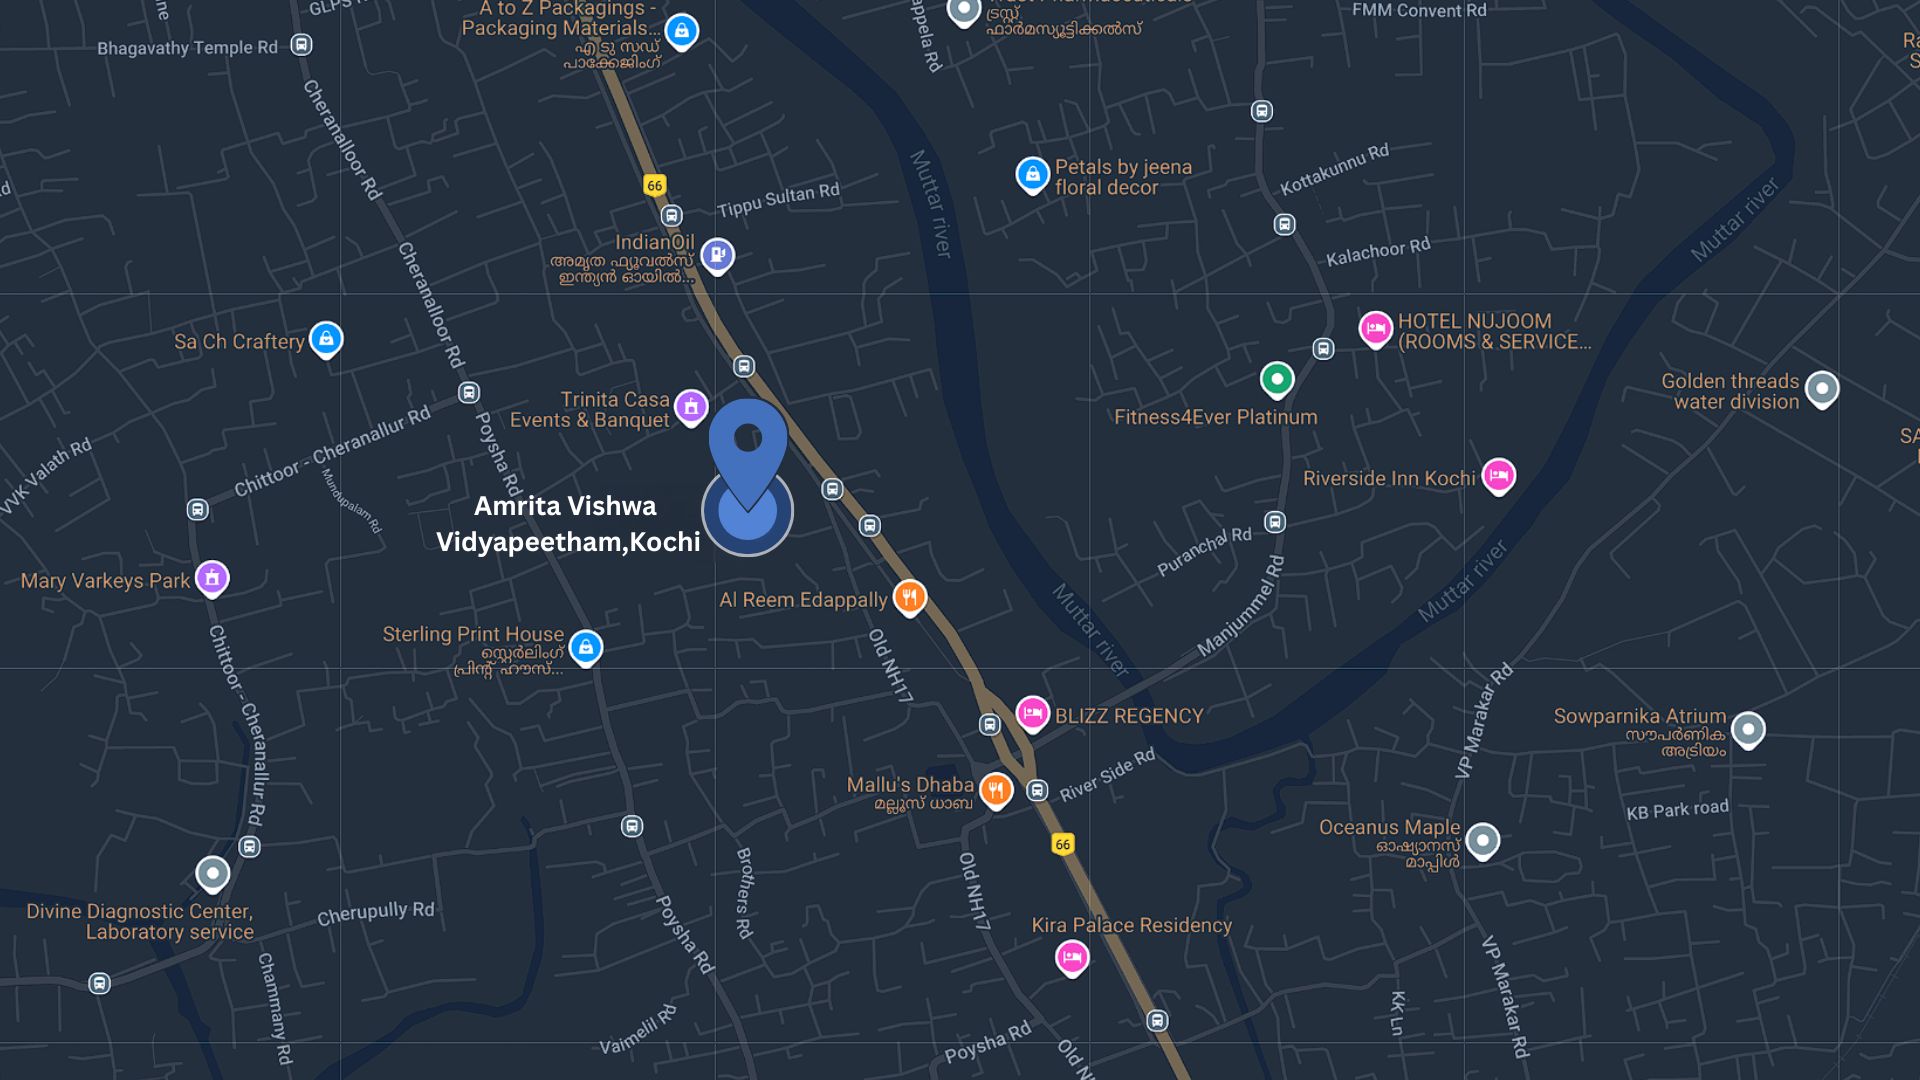 GLPS
A to Z Packagings -
Packaging Materials...
എ ടു സഡ്
പാക്കേജിംഗ്
Bhagavathy Temple Rd
ട്രസ്റ്റ്
ഫാർമസ്യൂട്ടിക്കൽസ്
FMM Convent Rd
Cheranalloor Rd
Muttar river
Petals by jeena
floral decor
Kottakunnu Rd
66
Tippu Sultan Rd
Muttar river
IndianOil
അമൃത ഫ്യൂവൽസ്
ഇന്ത്യൻ ഓയിൽ...
Kalachoor Rd
Cheranalloor Rd
Sa Ch Craftery
HOTEL NUJOOM
(ROOMS & SERVICE...
Trinita Casa
Events & Banquet
Fitness4Ever Platinum
Golden threads
water division
Chittoor - Cheranallur Rd
Poysha Rd
VVK Valath Rd
Mundupalam Rd
Riverside Inn Kochi
Amrita Vishwa
Vidyapeetham,Kochi
Puranchal Rd
Mary Varkeys Park
Al Reem Edappally
Muttar river
Manjummel Rd
Muttar river
Sterling Print House
സ്റ്റെർലിംഗ്
പ്രിന്റ് ഹൗസ്...
Old NH17
Chittoor - Cheranallur Rd
BLIZZ REGENCY
VP Marakar Rd
Sowparnika Atrium
സൗപർണിക
അട്രിയം
Mallu's Dhaba
മല്ലൂസ് ധാബ
River Side Rd
KB Park road
66
Oceanus Maple
ഓഷ്യാനസ്
മാപ്പിൾ
Brothers Rd
Old NH17
Divine Diagnostic Center,
Laboratory service
Cherupully Rd
Poysha Rd
Kira Palace Residency
VP Marakar Rd
Chammany Rd
Vaimelil Rd
Poysha Rd
KK Ln